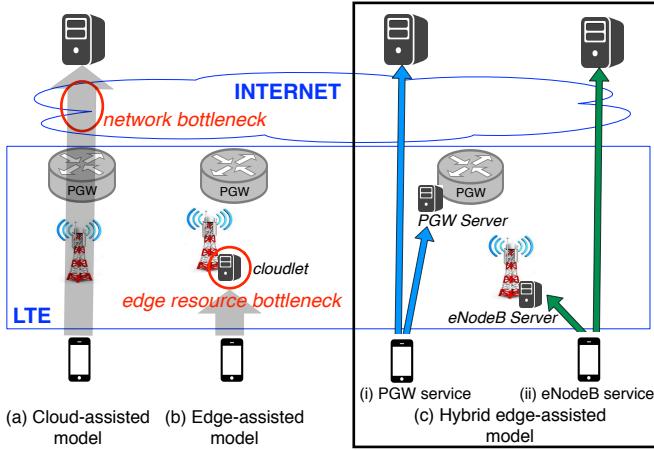 INTERNET
network bottleneck
PGW
PGW
PGW
PGW Server
cloudlet
edge resource bottleneck
eNodeB Server
LTE
(i) PGW service
(ii) eNodeB service
(a) Cloud-assisted
model
(b) Edge-assisted
model
(c) Hybrid edge-assisted
model